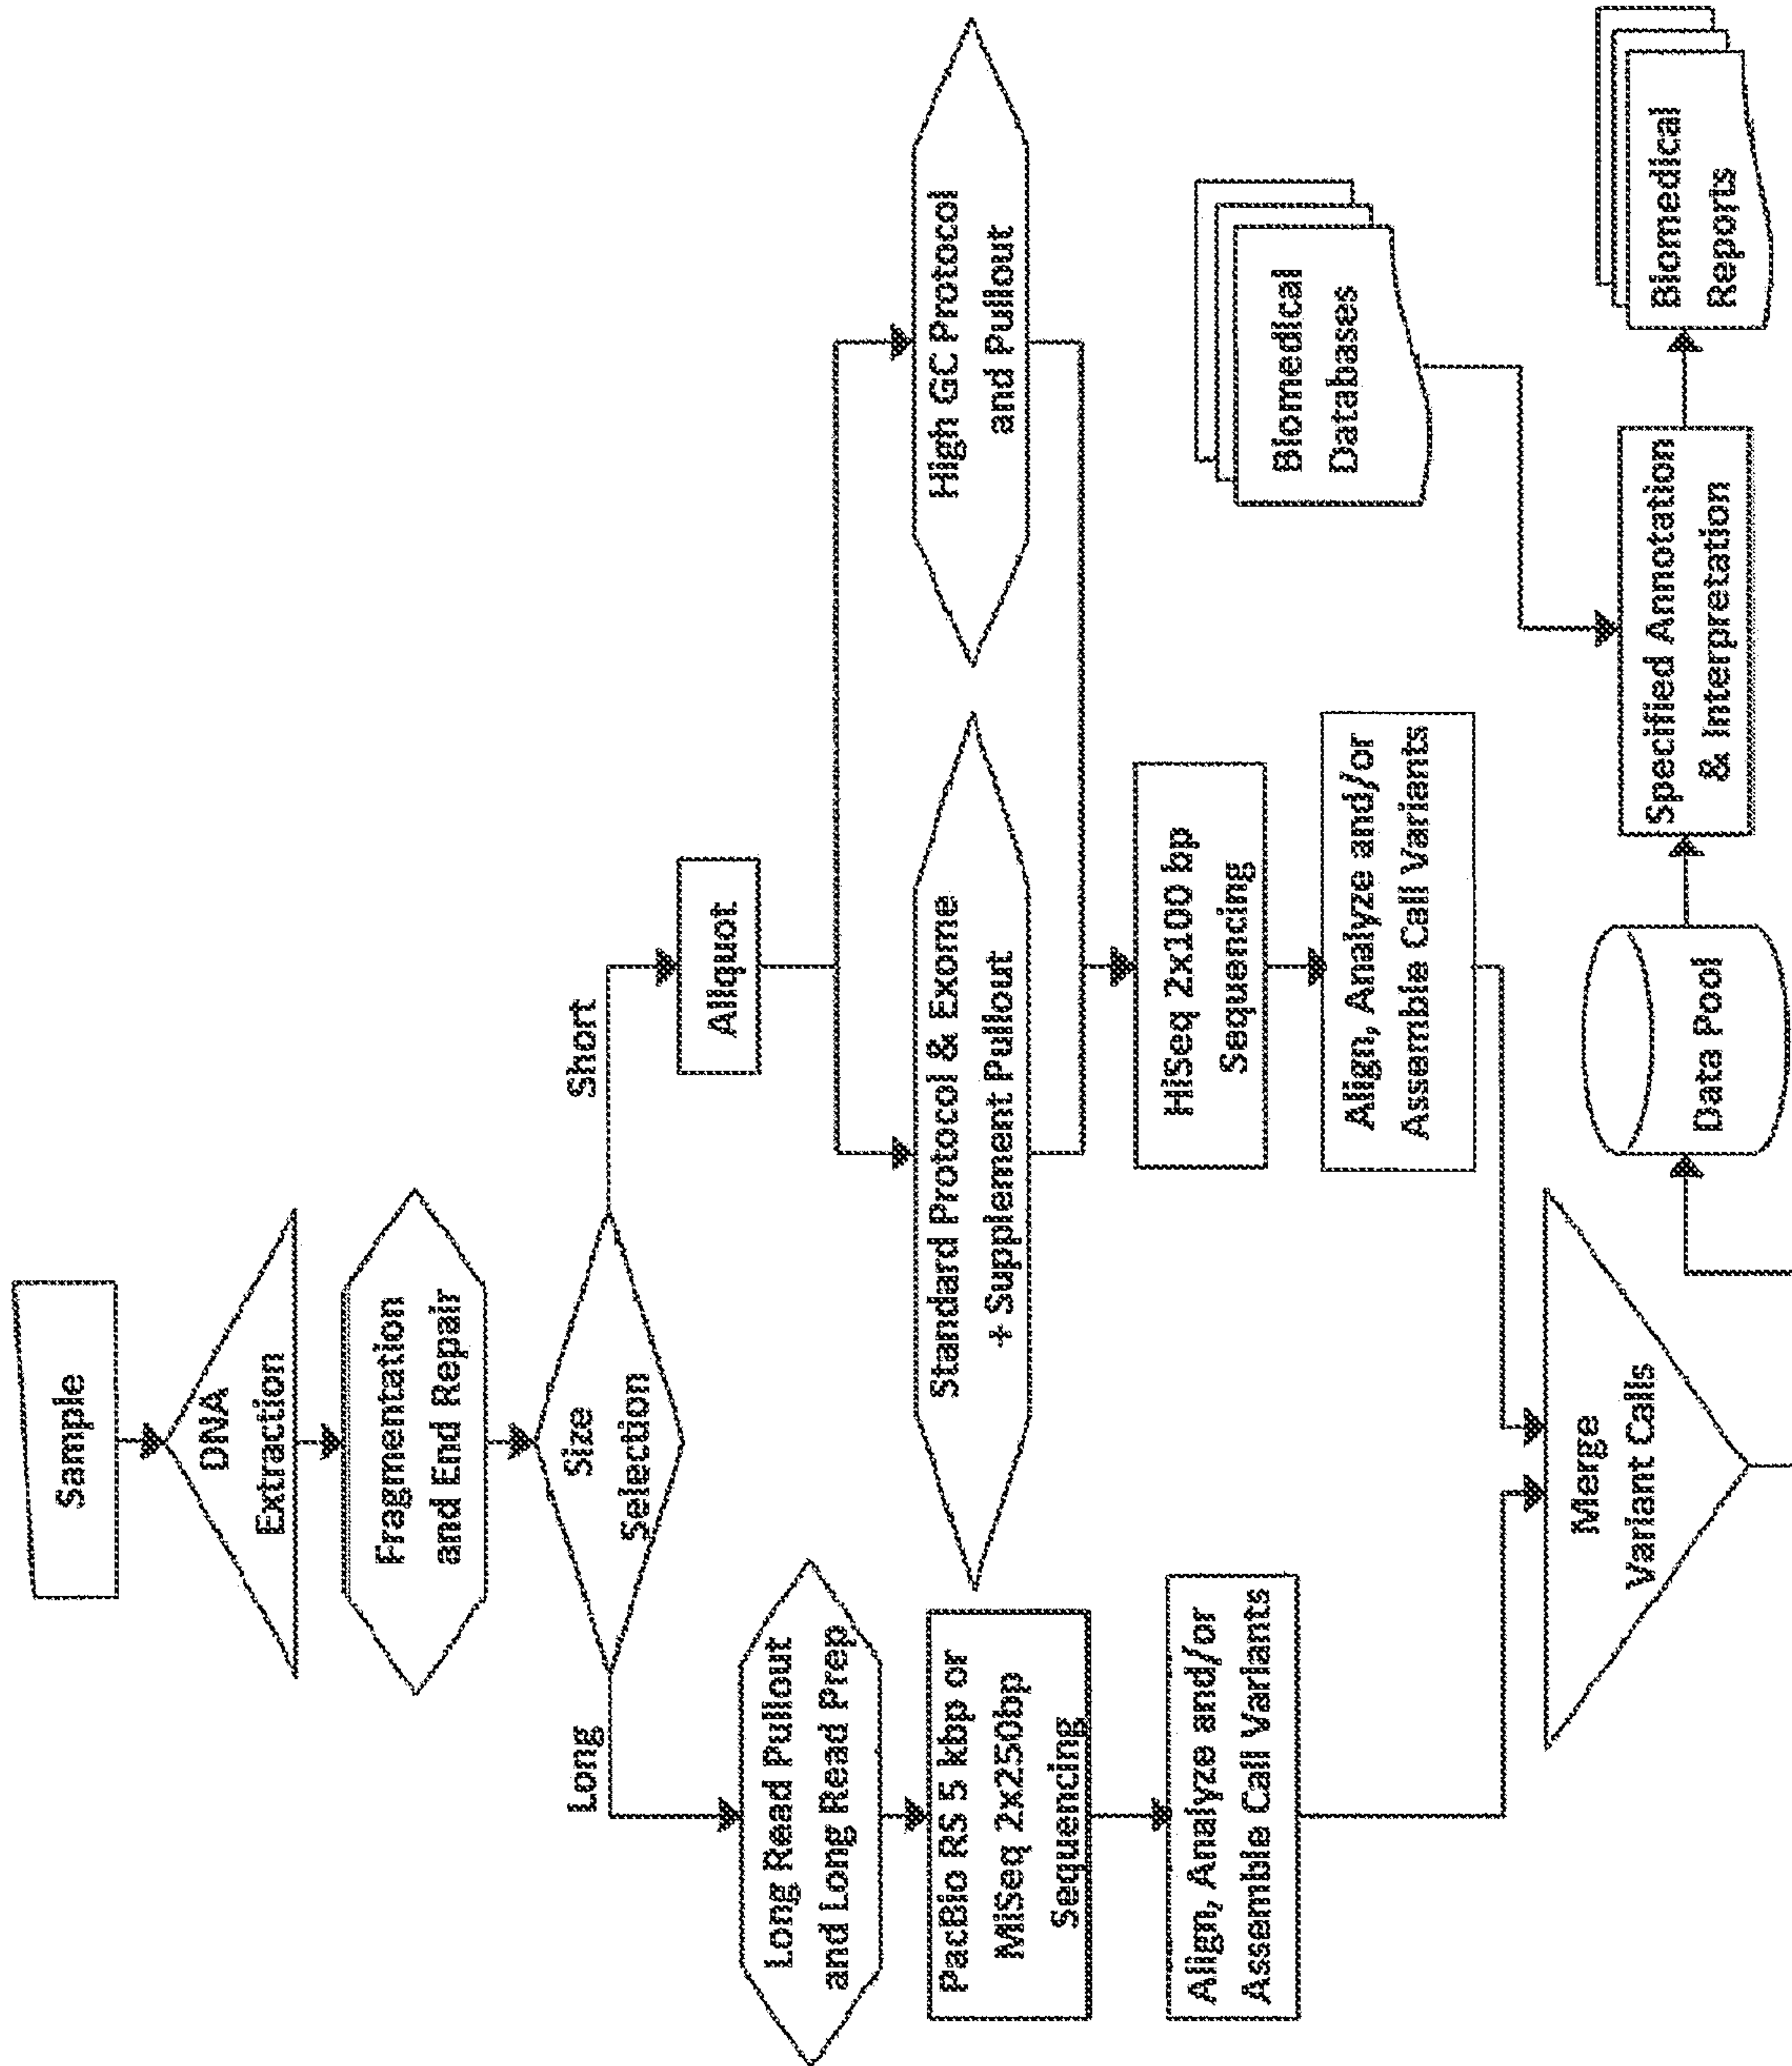 Sample
DNA
Extraction
Fragmentation
and End Repair
Size
Selection
Long
Short
Long Read Pullout
and Long Read Prep
PacBio RS 5 kbp or
MiSeq 2x250bp
Sequencing
Align, Analyze and/or
Assemble Call Variants
Aliquot
Standard Protocol & Exome
+ Supplement Pullout
High GC Protocol
and Pullout
HiSeq 2x100 bp
Sequencing
Align, Analyze and/or
Assemble Call Variants
Merge
Variant Calls
Data Pool
Biomedical
Databases
Specified Annotation
& Interpretation
Biomedical
Reports